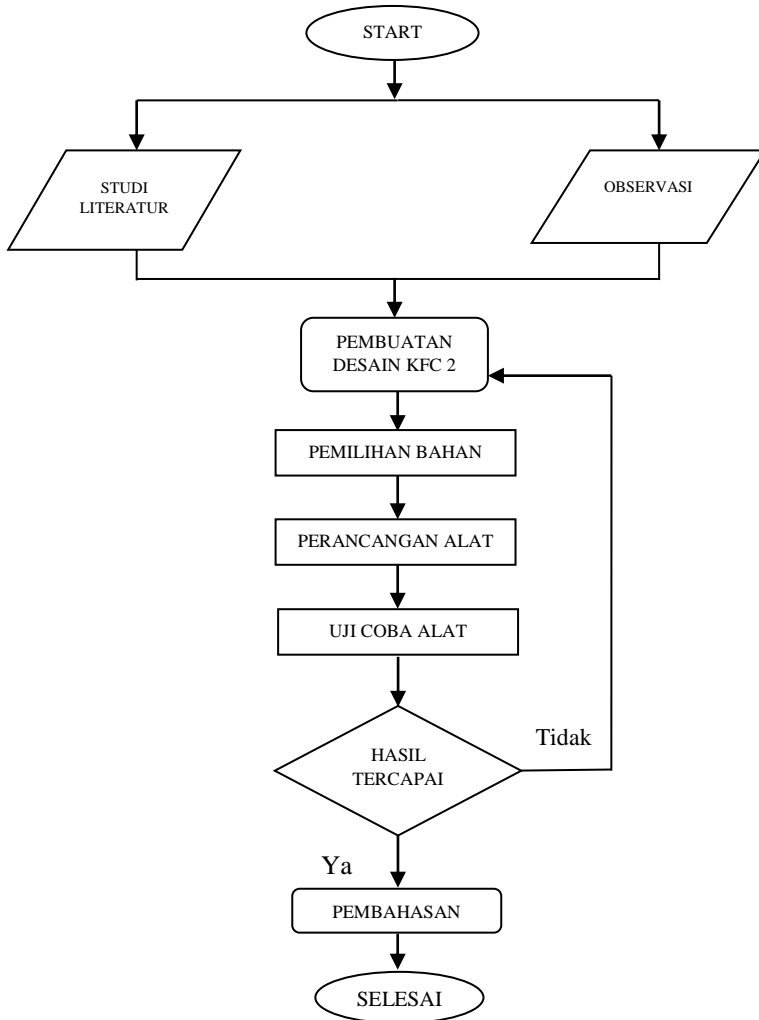 START
STUDI
LITERATUR
OBSERVASI
PEMBUATAN
DESAIN KFC 2
PEMILIHAN BAHAN
PERANCANGAN ALAT
UJI COBA ALAT
HASIL
TERCAPAI
Tidak
Ya
PEMBAHASAN
SELESAI